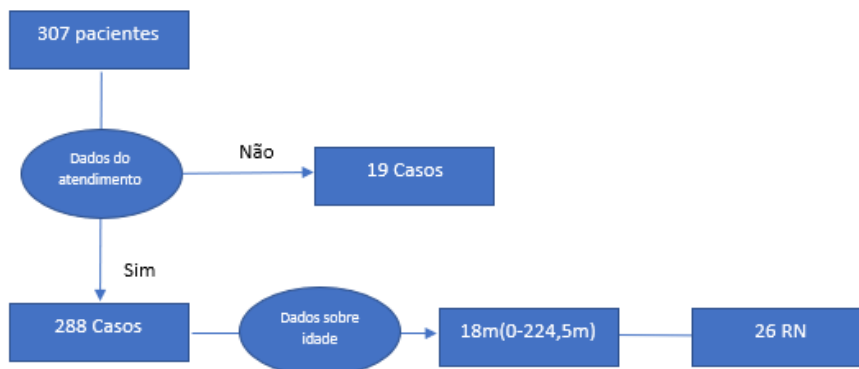 307 pacientes
Dados do
atendimento
Não
19 Casos
Sim
288 Casos
Dados sobre
idade
18m(0-224,5m)
26 RN